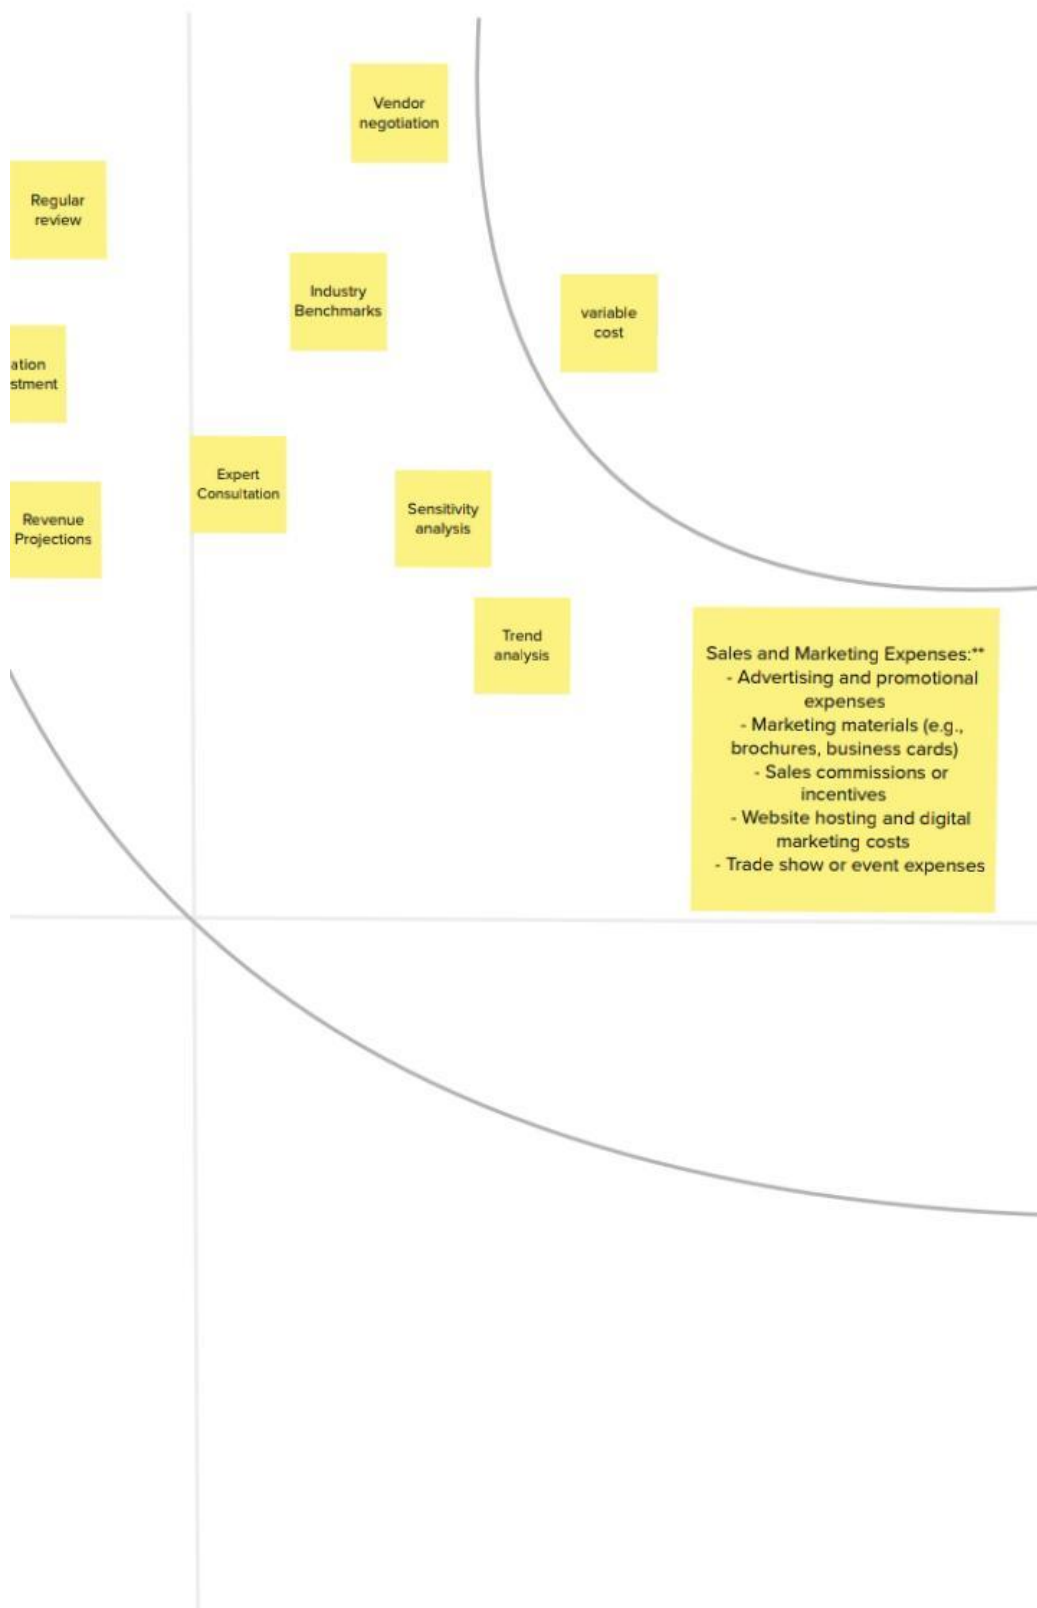 Vendor
negotiation
Regular
review
Industry
Benchmarks
variable
cost
ation
stment
Expert
Consultation
Sensitivity
analysis
Revenue
Projections
Trend
analysis
Sales and Marketing Expenses:**
- Advertising and promotional
expenses
- Marketing materials (e.g.,
brochures, business cards)
- Sales commissions or
incentives
- Website hosting and digital
marketing costs
- Trade show or event expenses